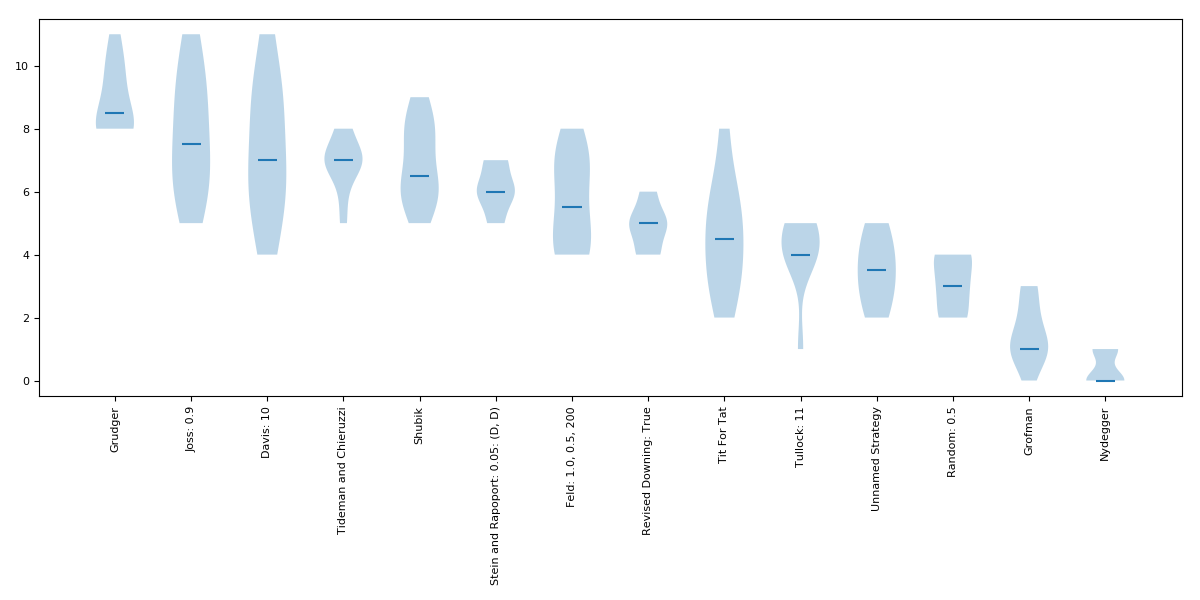 10
8
6
4
2
0
Grudger
Joss: 0.9
Davis: 10
Tideman and Chieruzzi
Shubik
Stein and Rapoport: 0.05: (D, D)
Feld: 1.0, 0.5, 200
Revised Downing: True
Tit For Tat
Tullock: 11
Unnamed Strategy
Random: 0.5
Grofman
Nydegger